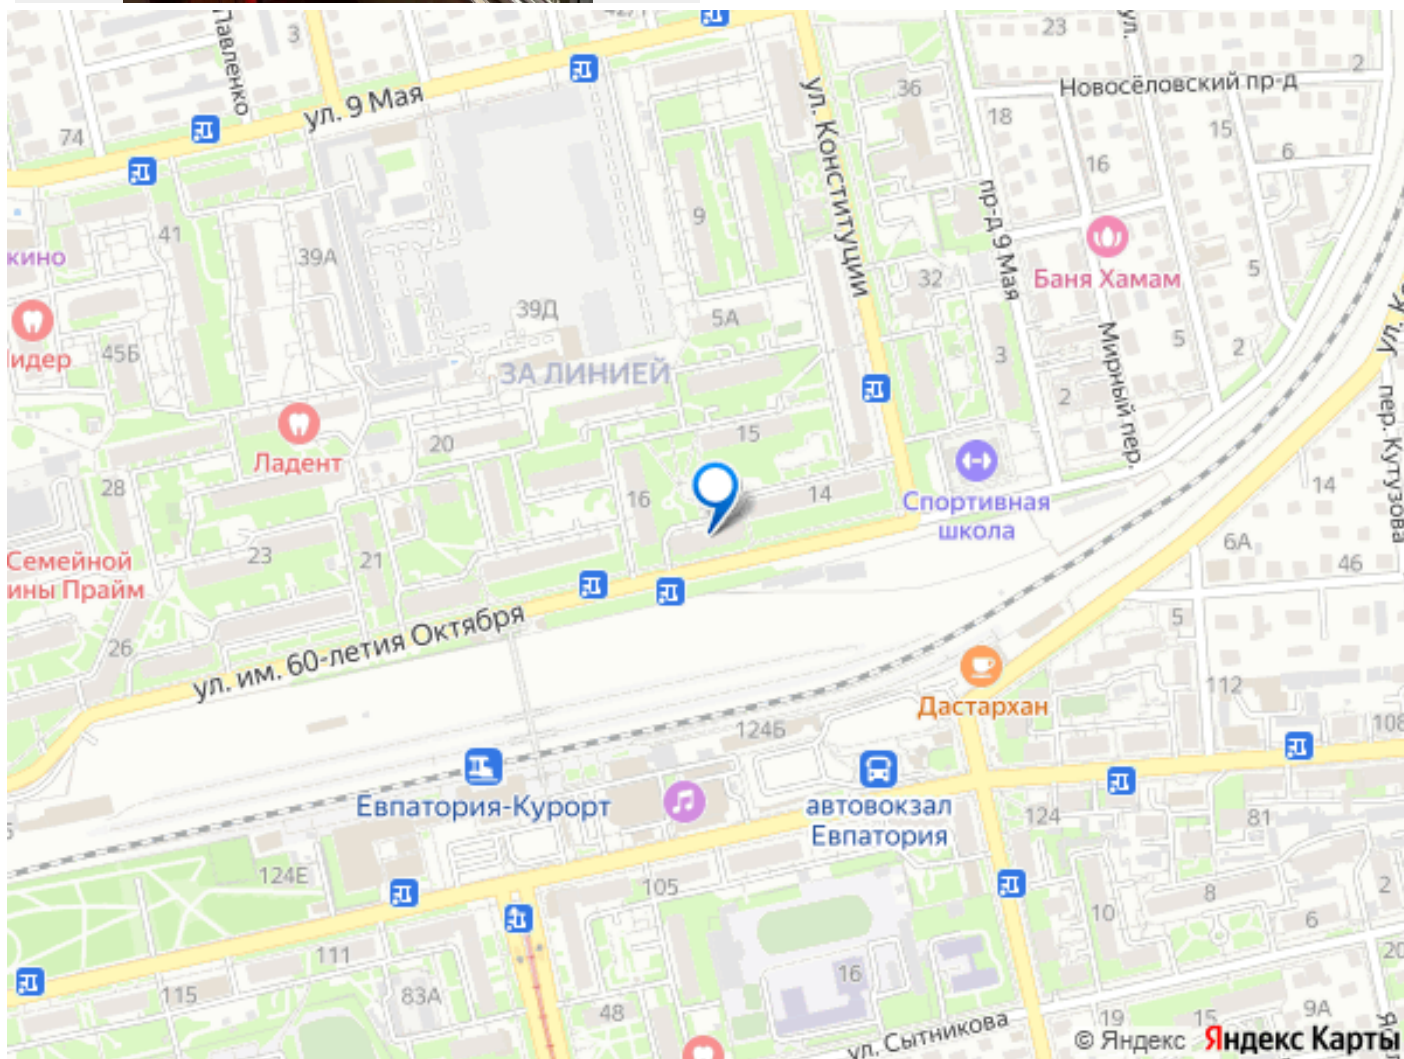 Павленко
3
74
ул. 9 Мая
ул. Конституции
36
23
ул.
Новосёловский пр-д
2
18
15
16
6
41
39А
9
кино
пр-д 9 Мая
32
Баня Хамам
5
39Д
5А
идер
45Б
ЗА ЛИНИЕЙ
3
Мирный пер.
5
2
2
пер. Кутузова
Ладент
20
15
28
16
14
Спортивная
школа
14
Семейной
ины Прайм
23
21
6А
46
26
ул. им. 60-летия Октября
5
Дастархан
112
124Б
108
Евпатория-Курорт
автовокзал
Евпатория
124
81
124Е
105
8
2
10
6
111
115
83А
48
16
20
ул. Сытникова
19
15
9А
© Яндекс Яндекс Карты